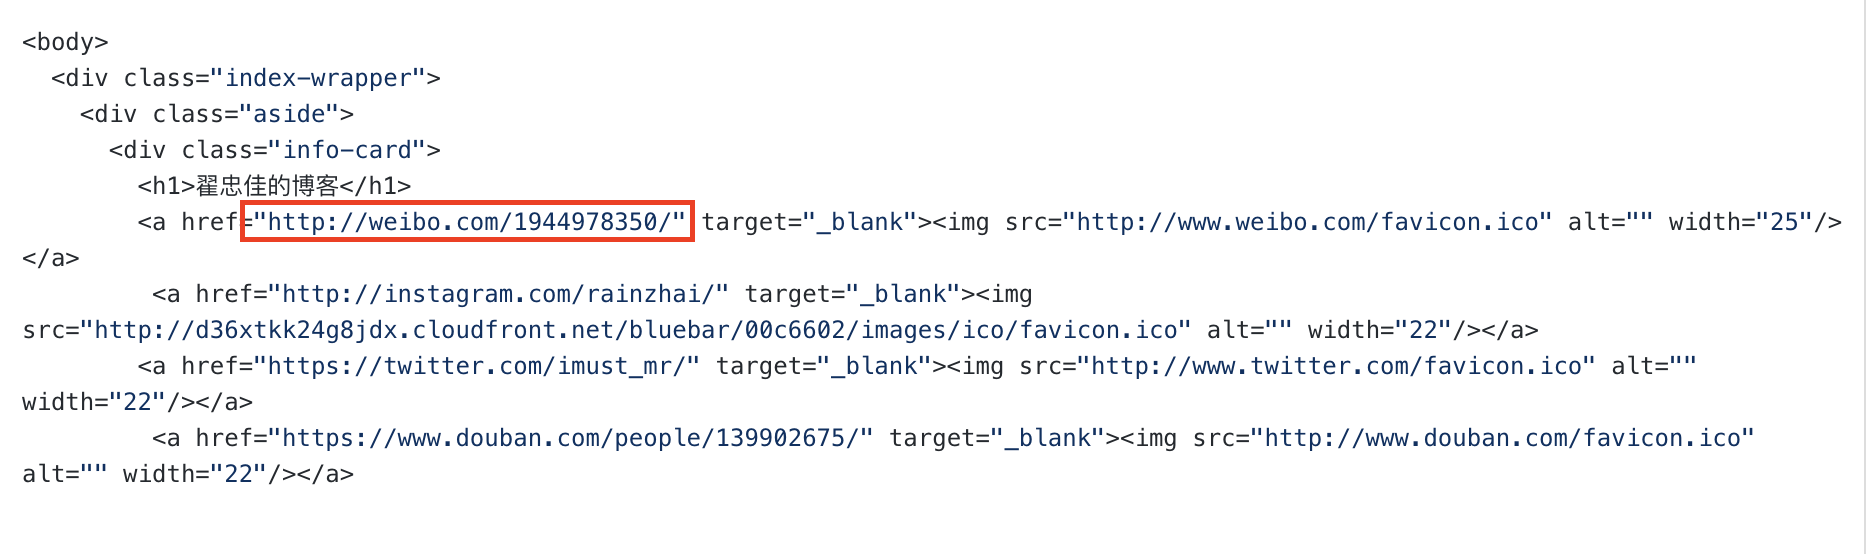 <body>
<div class="index-wrapper">
<div class="aside">
<div class="info-card">
<h1>翟忠佳的博客</h1>
<a href="http://weibo.com/1944978350/" target="_blank"><img src="http://www.weibo.com/favicon.ico" alt="" width="25"/>
</a>
<a href="http://instagram.com/rainzhai/" target="_blank"><img
src="http://d36xtkk24g8jdx.cloudfront.net/bluebar/00c6602/images/ico/favicon.ico" alt="" width="22"/></a>
<a href="https://twitter.com/imust_mr/" target="_blank"><img src="http://www.twitter.com/favicon.ico" alt=""
width="22"/></a>
<a href="https://www.douban.com/people/139902675/" target="_blank"><img src="http://www.douban.com/favicon.ico"
alt="" width="22"/></a>